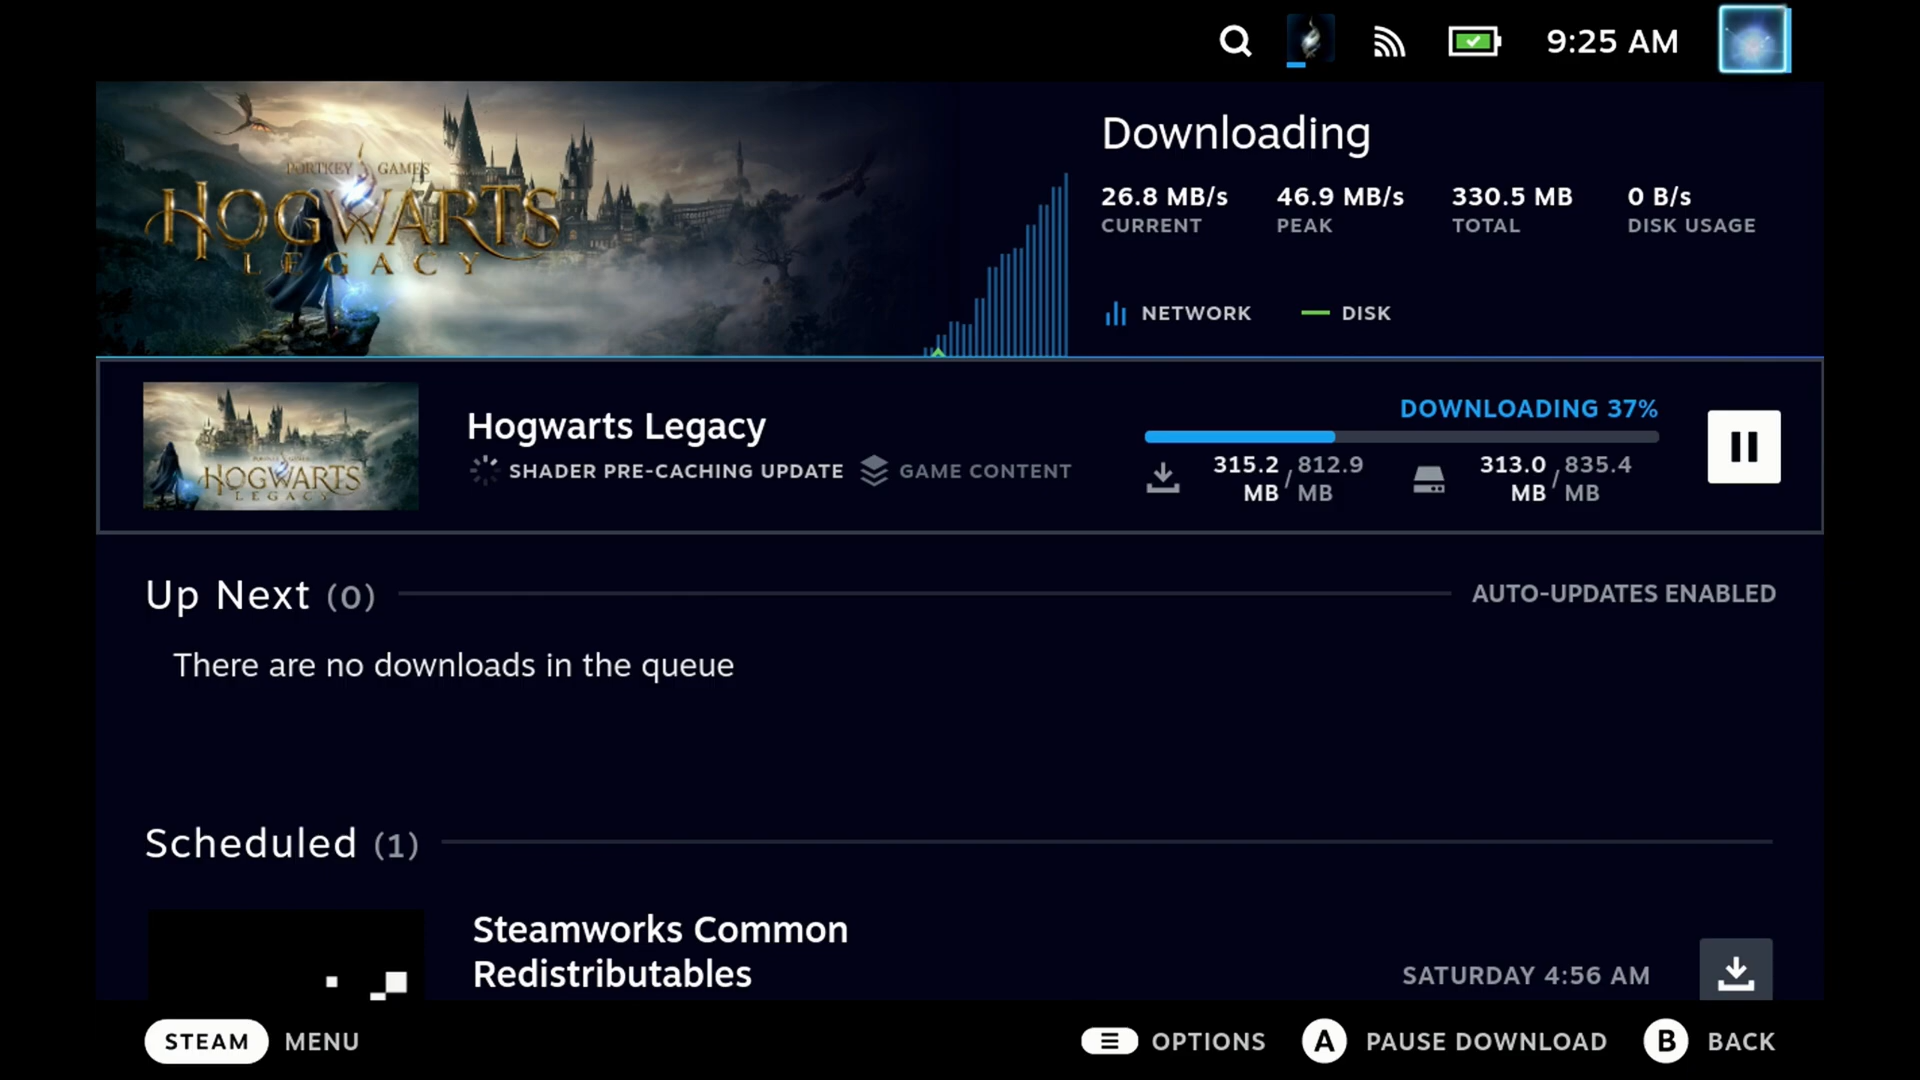 9:25 AM
PORTKEY GAMES
HOGWARTS
LEGACY
Downloading
26.8 MB/s 46.9 MB/s 330.5 MB 0 B/s
CURRENT PEAK TOTAL DISK USAGE
NETWORK DISK
HOGWARTS
LEGACY
Hogwarts Legacy
SHADER PRE-CACHING UPDATE GAME CONTENT
DOWNLOADING 37%
315.2 MB / 812.9 MB
313.0 MB / 835.4 MB
Up Next (0)
AUTO-UPDATES ENABLED
There are no downloads in the queue
Scheduled (1)
Steamworks Common
Redistributables
SATURDAY 4:56 AM
STEAM MENU
OPTIONS A PAUSE DOWNLOAD B BACK